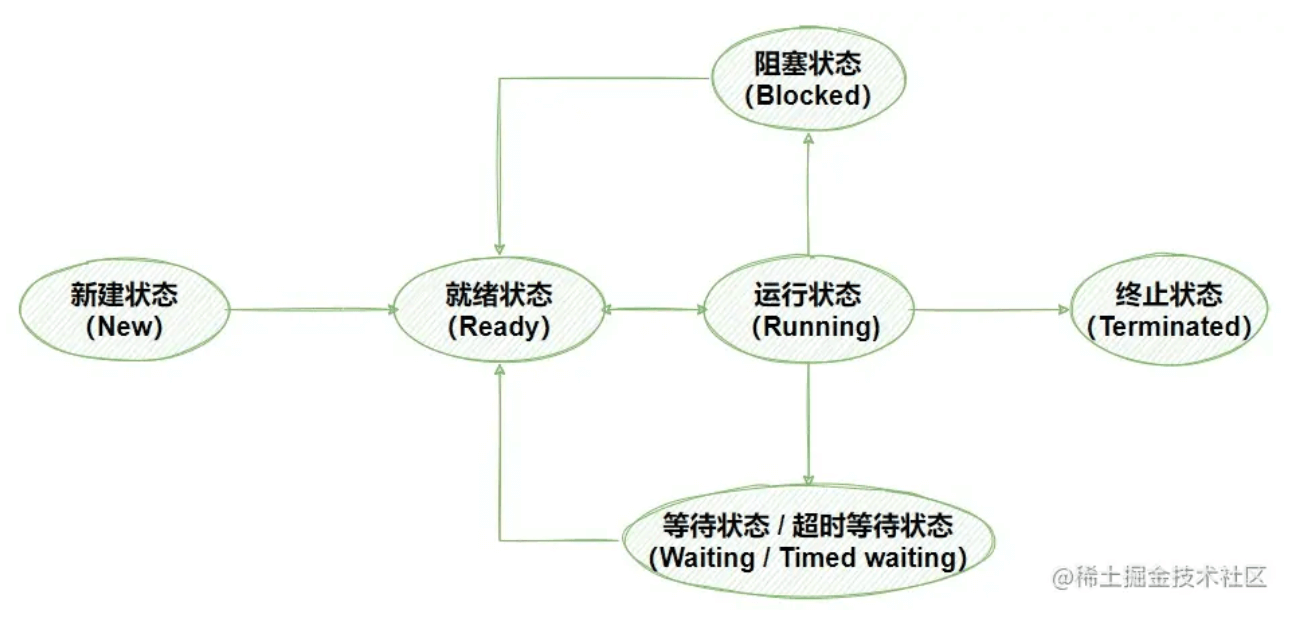 阻塞状态
（Blocked）
新建状态
（New）
就绪状态
（Ready）
运行状态
（Running)
终止状态
（Terminated）
等待状态 / 超时等待状态
（Waiting / Timed waiting）
@稀土掘金技术社区